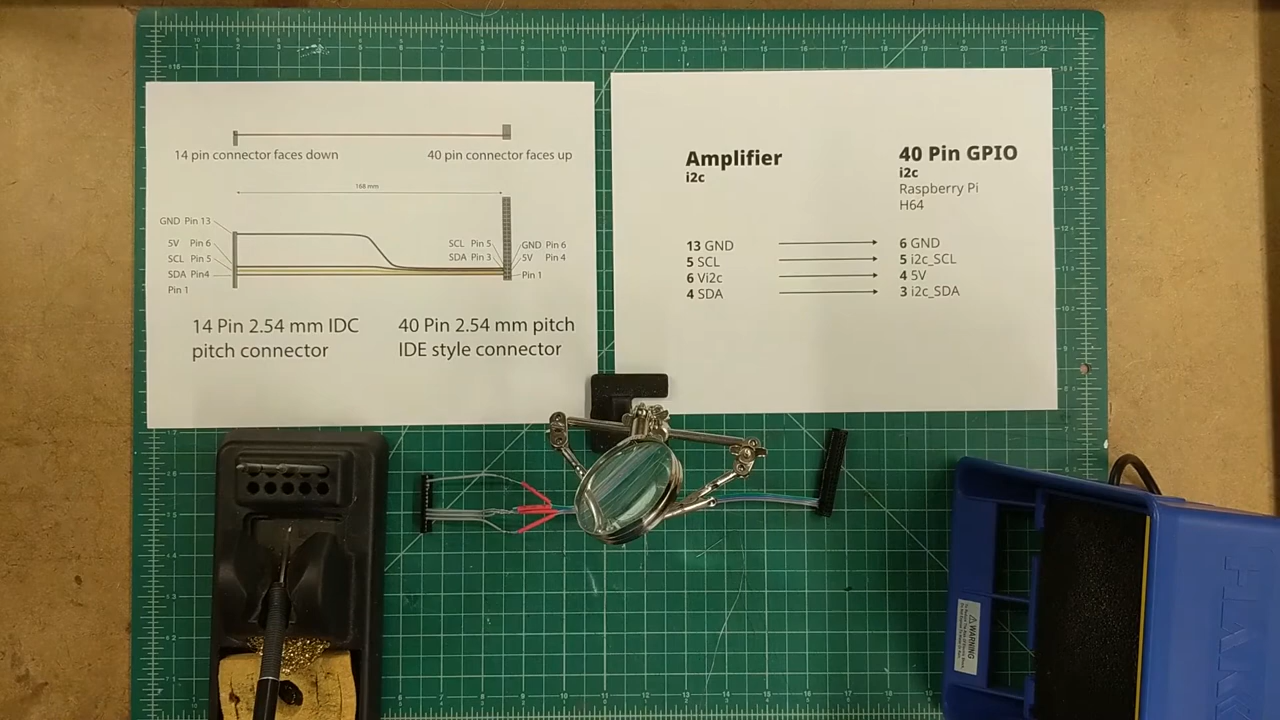 14 pin connector faces down
40 pin connector faces up
168 mm
GND Pin 13
5V Pin 6
SCL Pin 5
SDA Pin4
Pin 1
SCL Pin 5
SDA Pin 3
GND Pin 6
5V Pin 4
Pin 1
14 Pin 2.54 mm IDC
pitch connector
40 Pin 2.54 mm pitch
IDE style connector
Amplifier
i2c
40 Pin GPIO
i2c
Raspberry Pi
H64
13 GND
6 GND
5 SCL
5 i2c_SCL
6 Vi2c
4 5V
4 SDA
3 i2c_SDA
WARNING